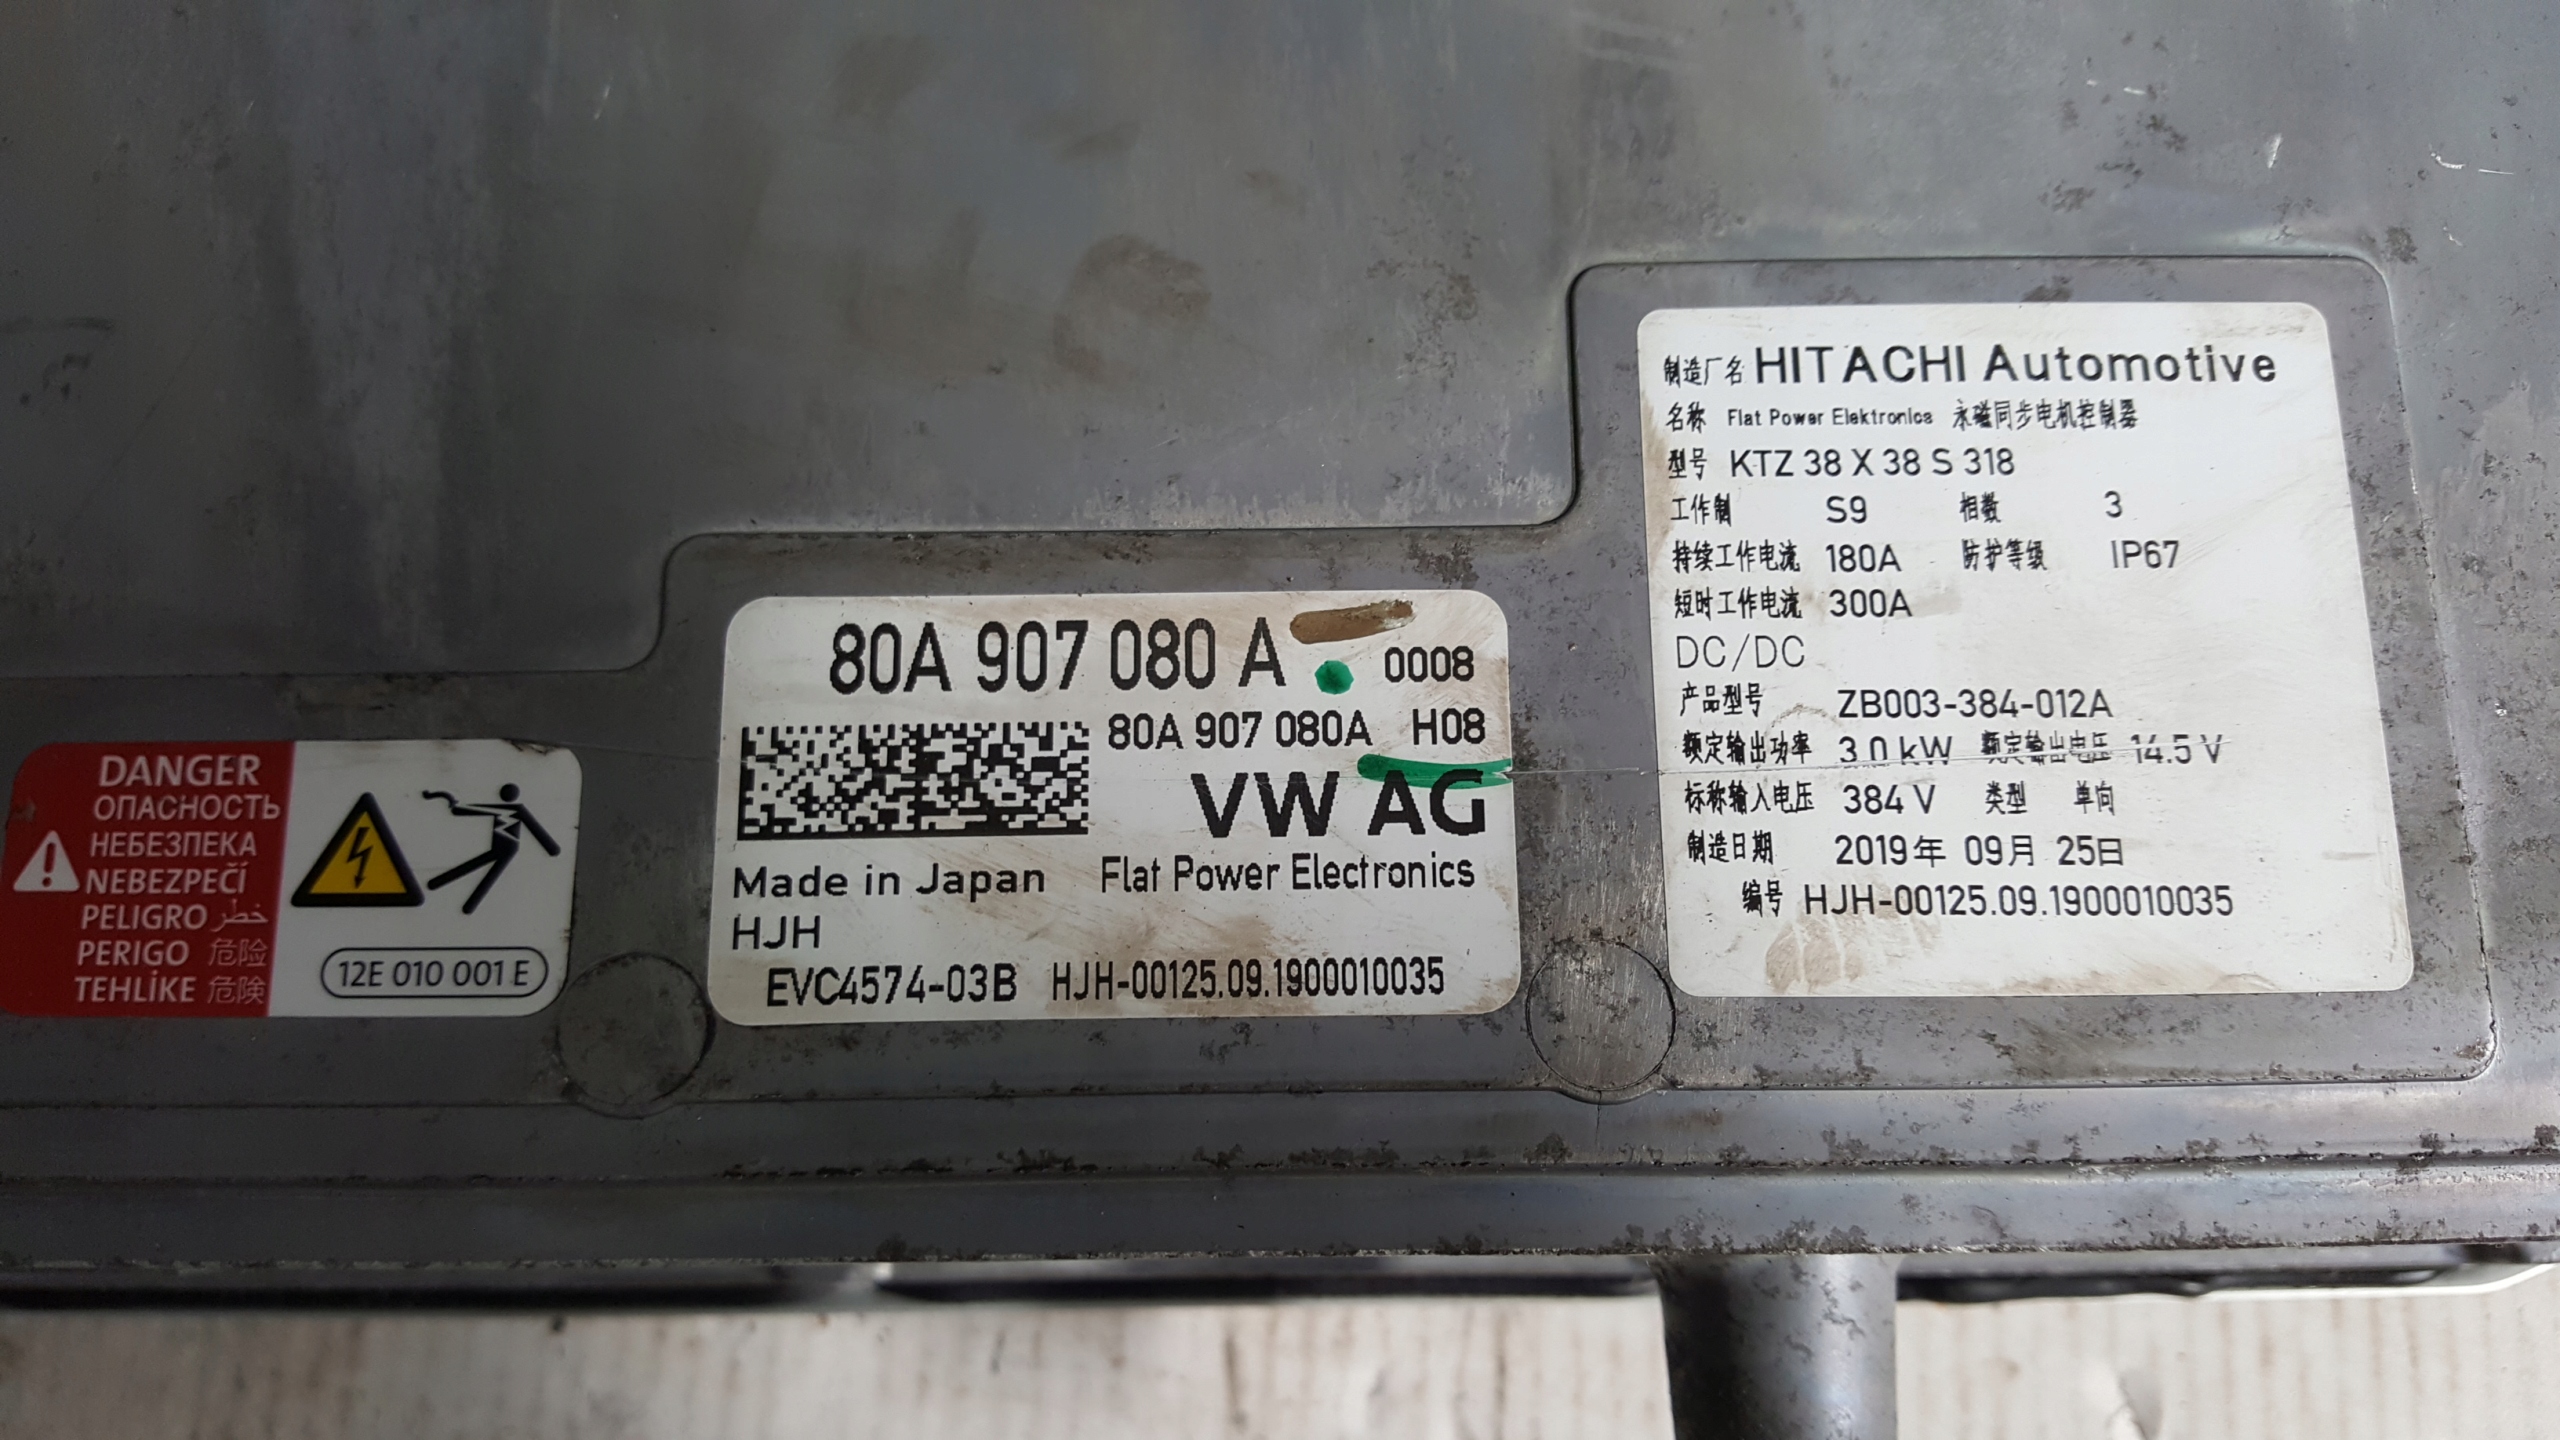 DANGER
ОПАСНОСТЬ
НЕБЕЗПЕКА
NEBEZPEČÍ
PELIGRO خطر
PERIGO 危险
TEHLİKE 危険
12E 010 001 E
80A 907 080 A 0008
80A 907 080A H08
VW AG
Made in Japan Flat Power Electronics
HJH
EVC4574-03B HJH-00125.09.1900010035
制造厂名 HITACHI Automotive
名称 Flat Power Elektronics 永磁同步电机控制器
型号 KTZ 38 X 38 S 318
工作制 S9 相数 3
持续工作电流 180A 防护等级 IP67
短时工作电流 300A
DC/DC
产品型号 ZB003-384-012A
额定输出功率 3.0 kW 额定输出电压 14.5 V
标称输入电压 384 V 类型 单向
制造日期 2019年 09月 25日
编号 HJH-00125.09.1900010035